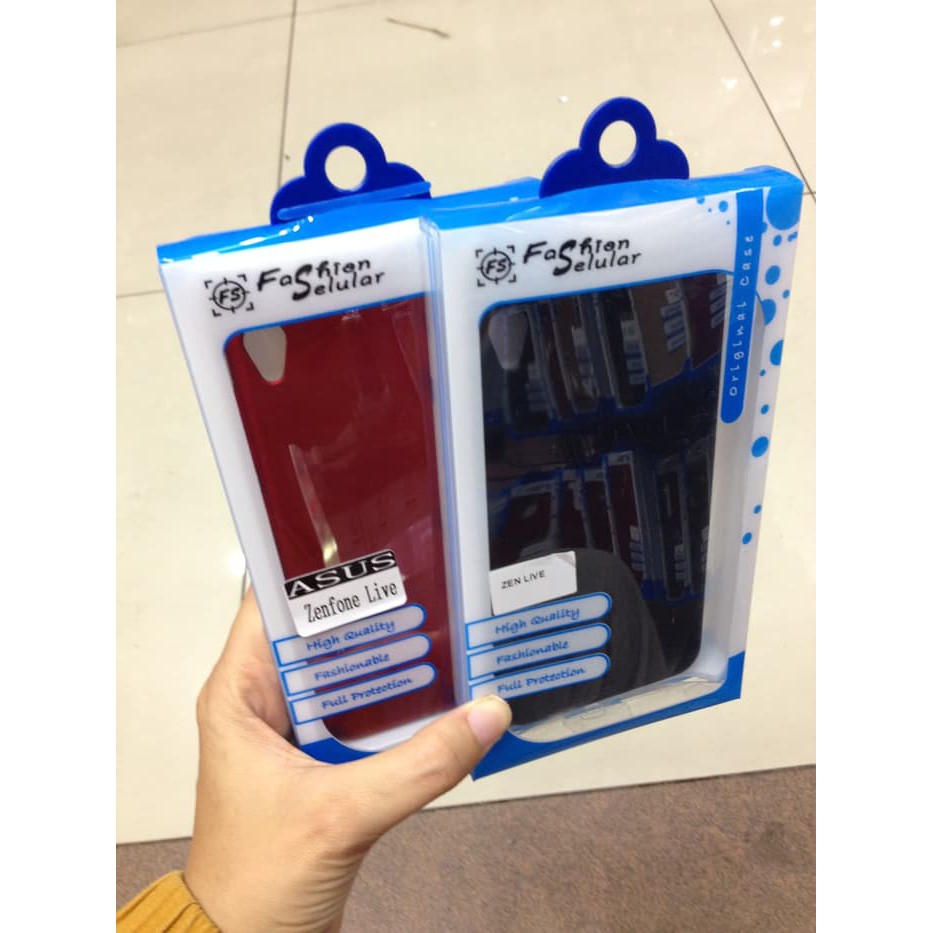 FS
Fashion
Selular
ASUS
Zenfone Live
High Quality
Fashionable
Full Protection
FS
Fashion
Selular
original case
ZEN LIVE
High Quality
Fashionable
Full Protection